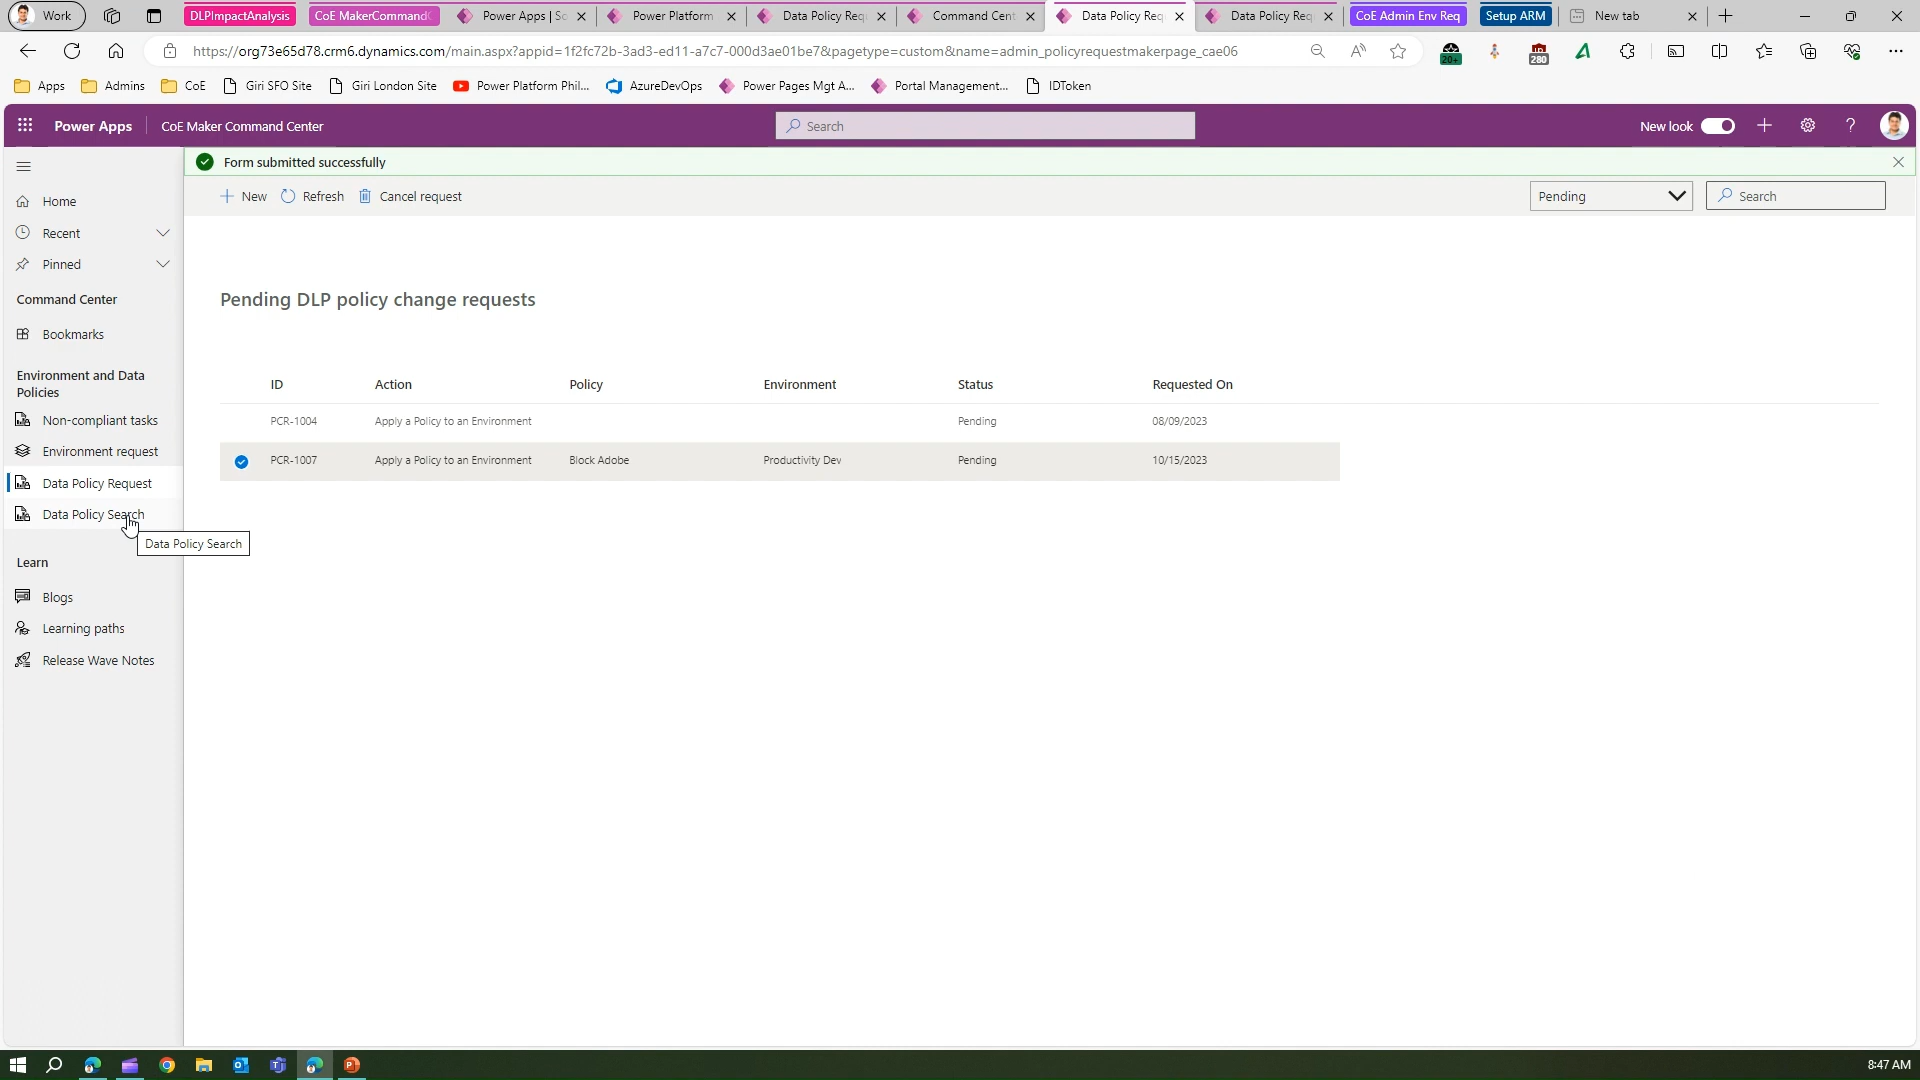 Work
DLPImpactAnalysis
CoE MakerCommandC
Power Apps | So
Power Platform
Data Policy Req
Command Cent
Data Policy Req
Data Policy Req
CoE Admin Env Req
Setup ARM
New tab
https://org73e65d78.crm6.dynamics.com/main.aspx?appid=1f2fc72b-3ad3-ed11-a7c7-000d3ae01be7&pagetype=custom&name=admin_policyrequestmakerpage_cae06
20+
280
Apps
Admins
CoE
Giri SFO Site
Giri London Site
Power Platform Phil...
AzureDevOps
Power Pages Mgt A...
Portal Management...
IDToken
Power Apps
CoE Maker Command Center
Search
New look
Form submitted successfully
New
Refresh
Cancel request
Pending
Search
Home
Recent
Pinned
Command Center
Bookmarks
Environment and Data
Policies
Non-compliant tasks
Environment request
Data Policy Request
Data Policy Search
Data Policy Search
Learn
Blogs
Learning paths
Release Wave Notes
Pending DLP policy change requests
ID Action Policy Environment Status Requested On
PCR-1004 Apply a Policy to an Environment Pending 08/09/2023
PCR-1007 Apply a Policy to an Environment Block Adobe Productivity Dev Pending 10/15/2023
8:47 AM